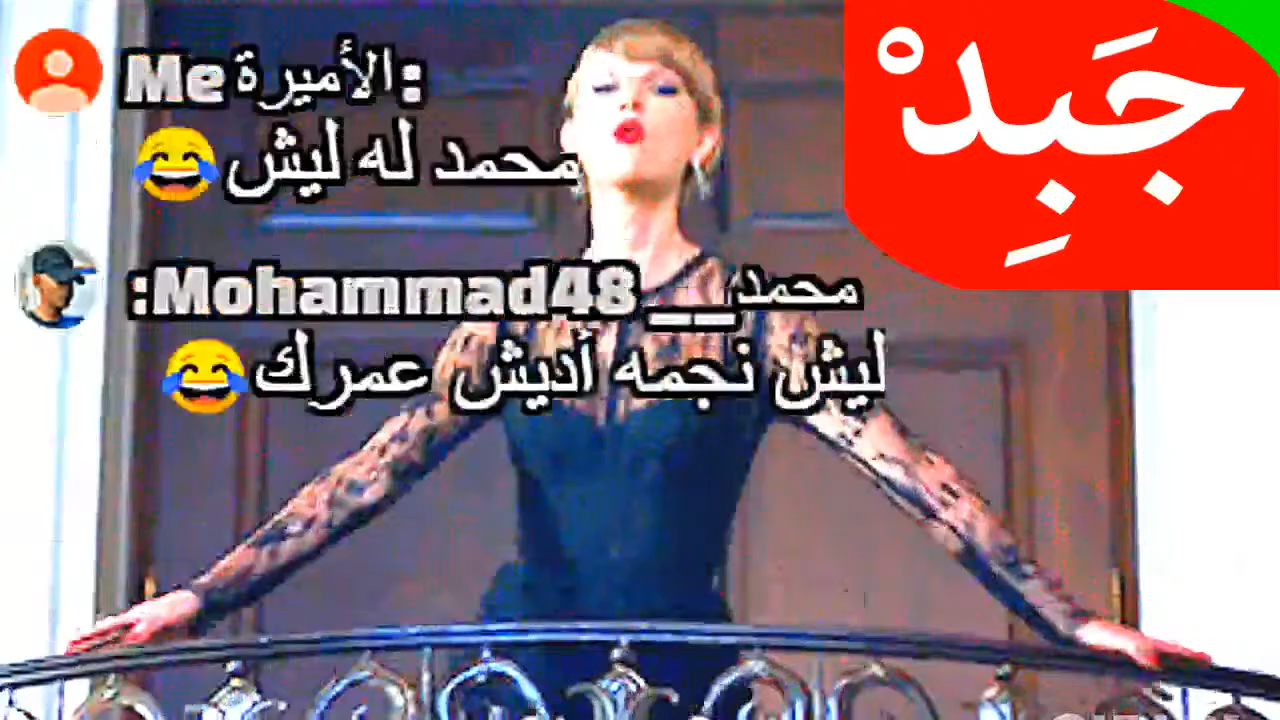 جَبِدْ
Me الأميرة:
محمد له ليش😂
محمد__Mohammad48:
ليش نجمه أديش عمرك😂